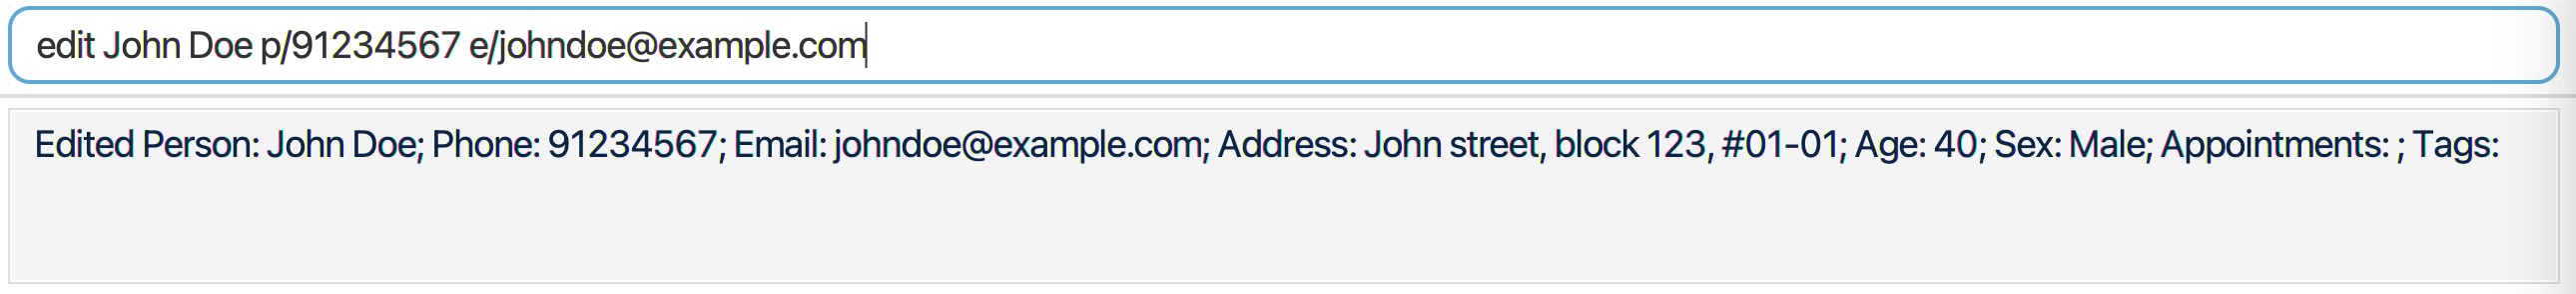 edit John Doe p/91234567 e/johndoe@example.com
Edited Person: John Doe; Phone: 91234567; Email: johndoe@example.com; Address: John street, block 123, #01-01; Age: 40; Sex: Male; Appointments: ; Tags: